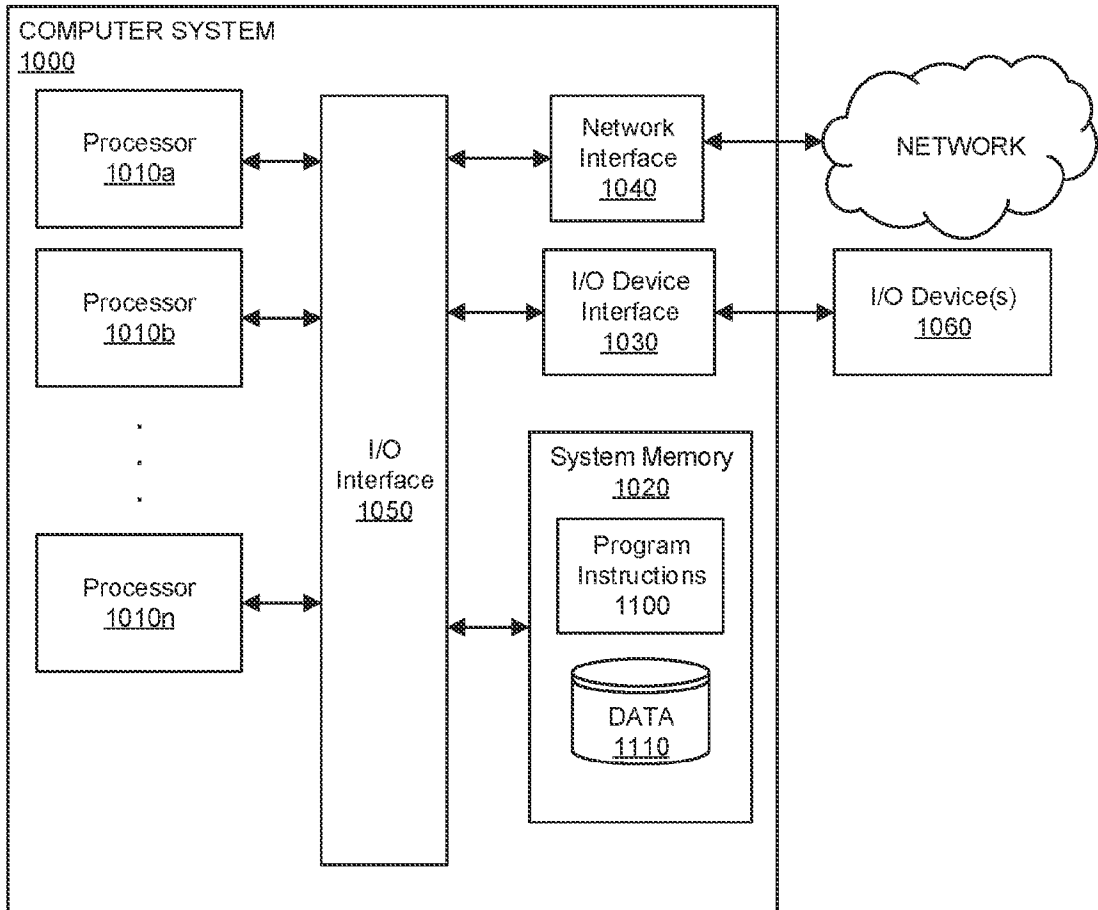 COMPUTER SYSTEM
1000
Processor
1010a
Processor
1010b
.
.
.
Processor
1010n
I/O
Interface
1050
Network
Interface
1040
I/O Device
Interface
1030
System Memory
1020
Program
Instructions
1100
DATA
1110
NETWORK
I/O Device(s)
1060